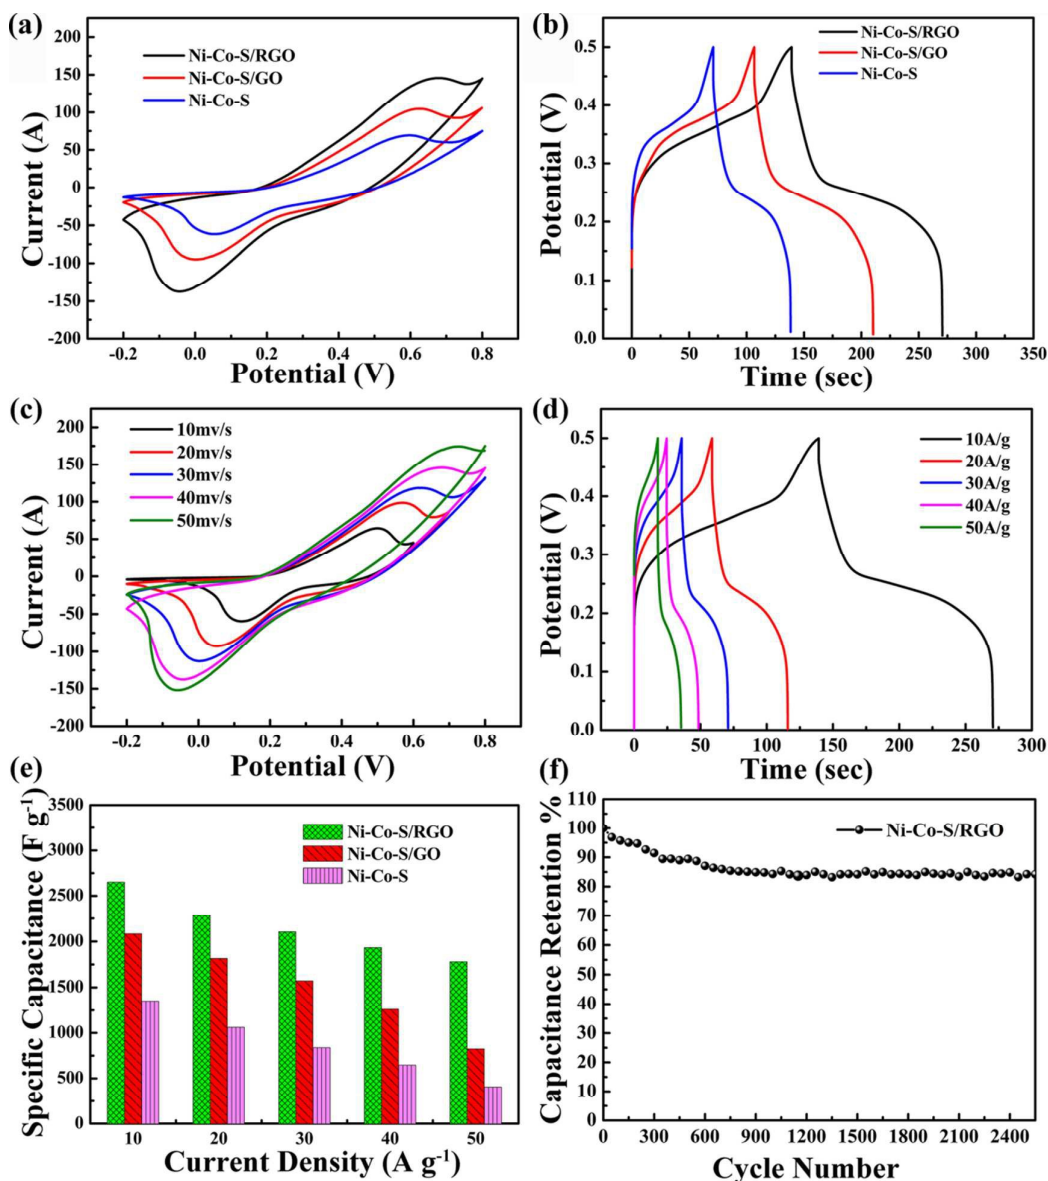 (a)
200
150
100
50
0
-50
-100
-150
-200
Current (A)
Ni-Co-S/RGO
Ni-Co-S/GO
Ni-Co-S
-0.2 0.0 0.2 0.4 0.6 0.8
Potential (V)
(b)
0.5
0.4
0.3
0.2
0.1
0.0
Potential (V)
Ni-Co-S/RGO
Ni-Co-S/GO
Ni-Co-S
0 50 100 150 200 250 300 350
Time (sec)
(c)
200
150
100
50
0
-50
-100
-150
-200
Current (A)
10mv/s
20mv/s
30mv/s
40mv/s
50mv/s
-0.2 0.0 0.2 0.4 0.6 0.8
Potential (V)
(d)
0.5
0.4
0.3
0.2
0.1
0.0
Potential (V)
10A/g
20A/g
30A/g
40A/g
50A/g
0 50 100 150 200 250 300
Time (sec)
(e)
3500
3000
2500
2000
1500
1000
500
0
Specific Capacitance (F g-1)
Ni-Co-S/RGO
Ni-Co-S/GO
Ni-Co-S
10 20 30 40 50
Current Density (A g-1)
(f)
110
100
90
80
70
60
50
40
30
20
10
0
Capacitance Retention %
Ni-Co-S/RGO
0 300 600 900 1200 1500 1800 2100 2400
Cycle Number